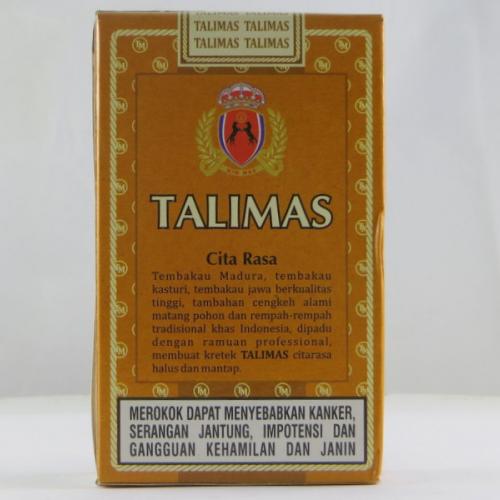 TALIMAS TALIMAS
TALIMAS TALIMAS
TALIMAS TALIMAS
TALIMAS
Cita Rasa
Tembakau Madura, tembakau
kasturi, tembakau jawa berkualitas
tinggi, tambahan cengkeh alami
matang pohon dan rempah-rempah
tradisional khas Indonesia, dipadu
dengan ramuan professional,
membuat kretek TALIMAS citarasa
halus dan mantap.
MEROKOK DAPAT MENYEBABKAN KANKER,
SERANGAN JANTUNG, IMPOTENSI DAN
GANGGUAN KEHAMILAN DAN JANIN